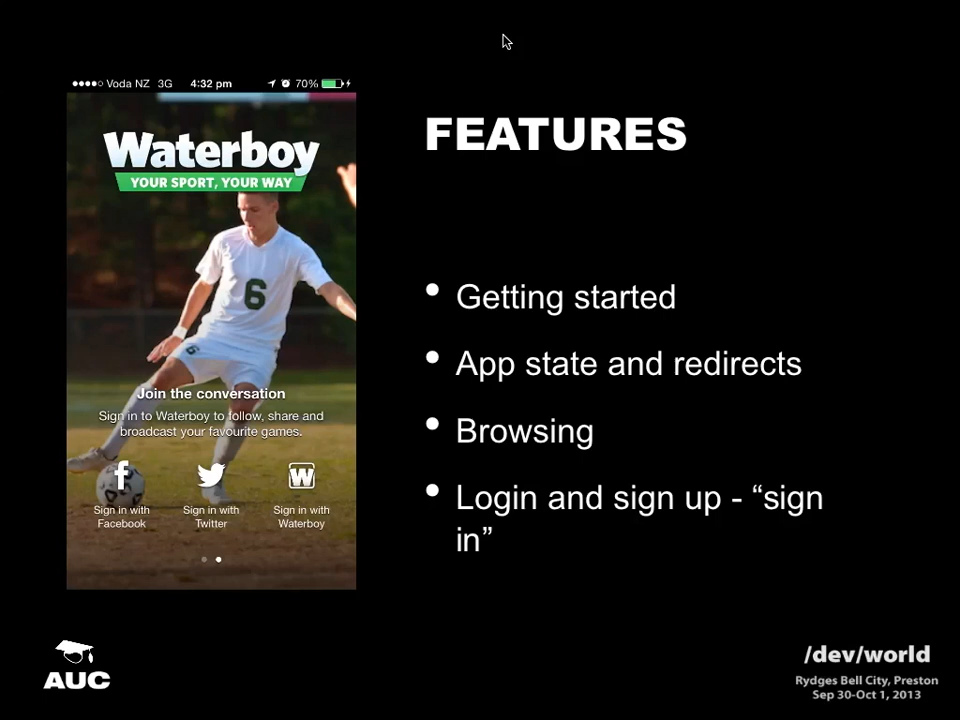 Voda NZ 3G 4:32 pm 70%
Waterboy
YOUR SPORT, YOUR WAY
6
6
Join the conversation
Sign in to Waterboy to follow, share and
broadcast your favourite games.
f
W
Sign in with
Facebook
Sign in with
Twitter
Sign in with
Waterboy
FEATURES
• Getting started
• App state and redirects
• Browsing
• Login and sign up - “sign
in”
AUC
/dev/world
Rydges Bell City, Preston
Sep 30-Oct 1, 2013